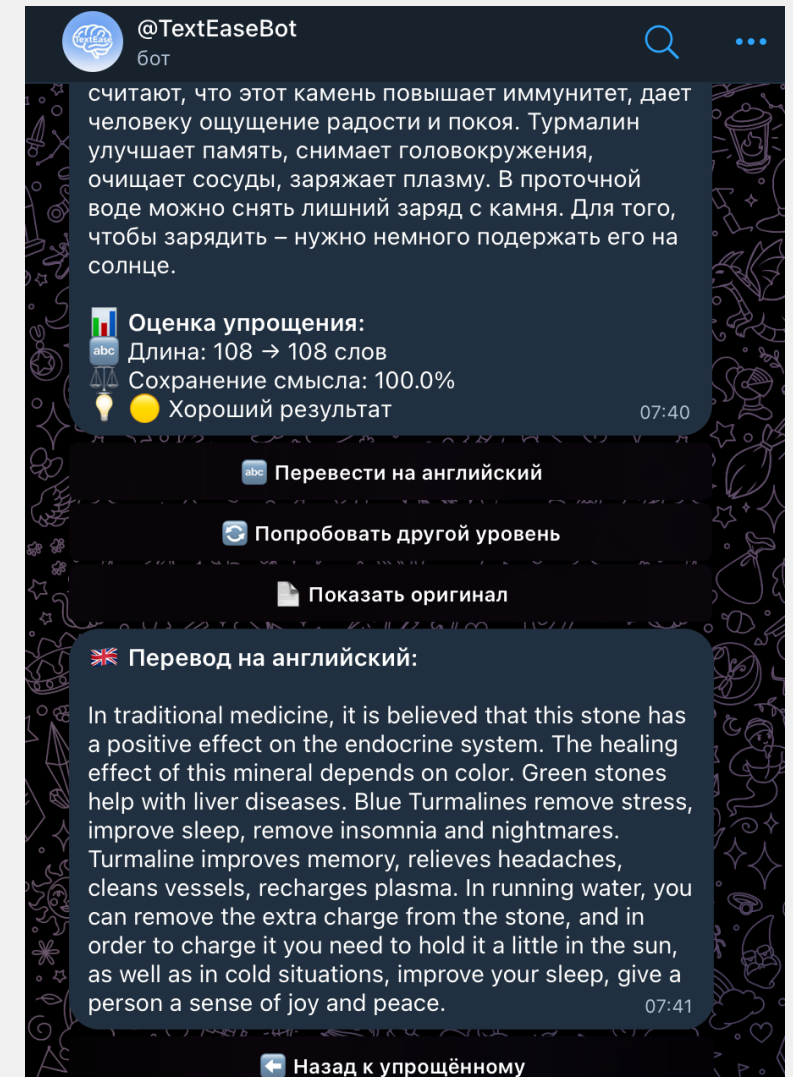 TextEase
@TextEaseBot
бот
считают, что этот камень повышает иммунитет, дает
человеку ощущение радости и покоя. Турмалин
улучшает память, снимает головокружения,
очищает сосуды, заряжает плазму. В проточной
воде можно снять лишний заряд с камня. Для того,
чтобы зарядить – нужно немного подержать его на
солнце.
📊 Оценка упрощения:
🔤 Длина: 108 → 108 слов
⚖️ Сохранение смысла: 100.0%
💡 🟡 Хороший результат
07:40
🔤 Перевести на английский
🔄 Попробовать другой уровень
📄 Показать оригинал
🇬🇧 Перевод на английский:
In traditional medicine, it is believed that this stone has
a positive effect on the endocrine system. The healing
effect of this mineral depends on color. Green stones
help with liver diseases. Blue Turmalines remove stress,
improve sleep, remove insomnia and nightmares.
Turmaline improves memory, relieves headaches,
cleans vessels, recharges plasma. In running water, you
can remove the extra charge from the stone, and in
order to charge it you need to hold it a little in the sun,
as well as in cold situations, improve your sleep, give a
person a sense of joy and peace.
07:41
⬅️ Назад к упрощённому